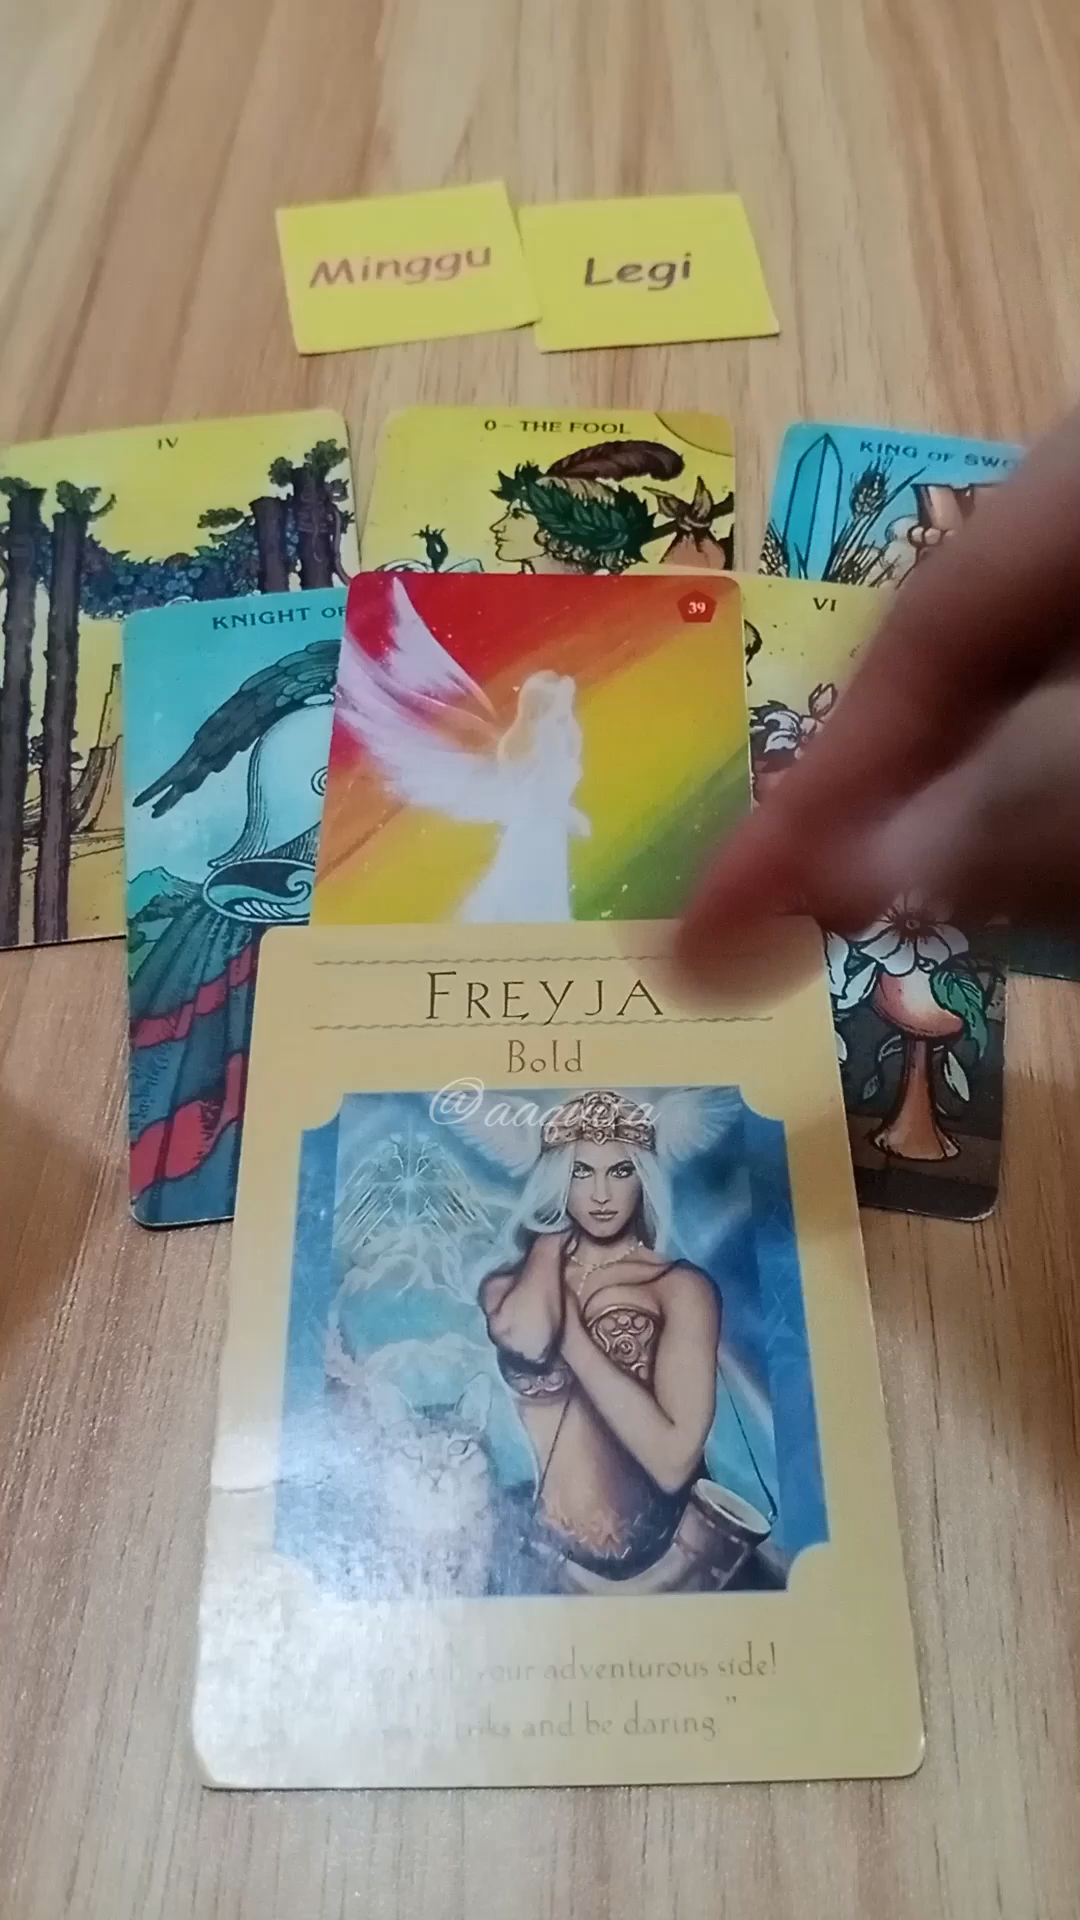 Minggu
Legi
IV
0 - THE FOOL
KING OF SWO
KNIGHT OF
39
VI
FREYJA
Bold
@aaqu
your adventurous side!
and be daring."